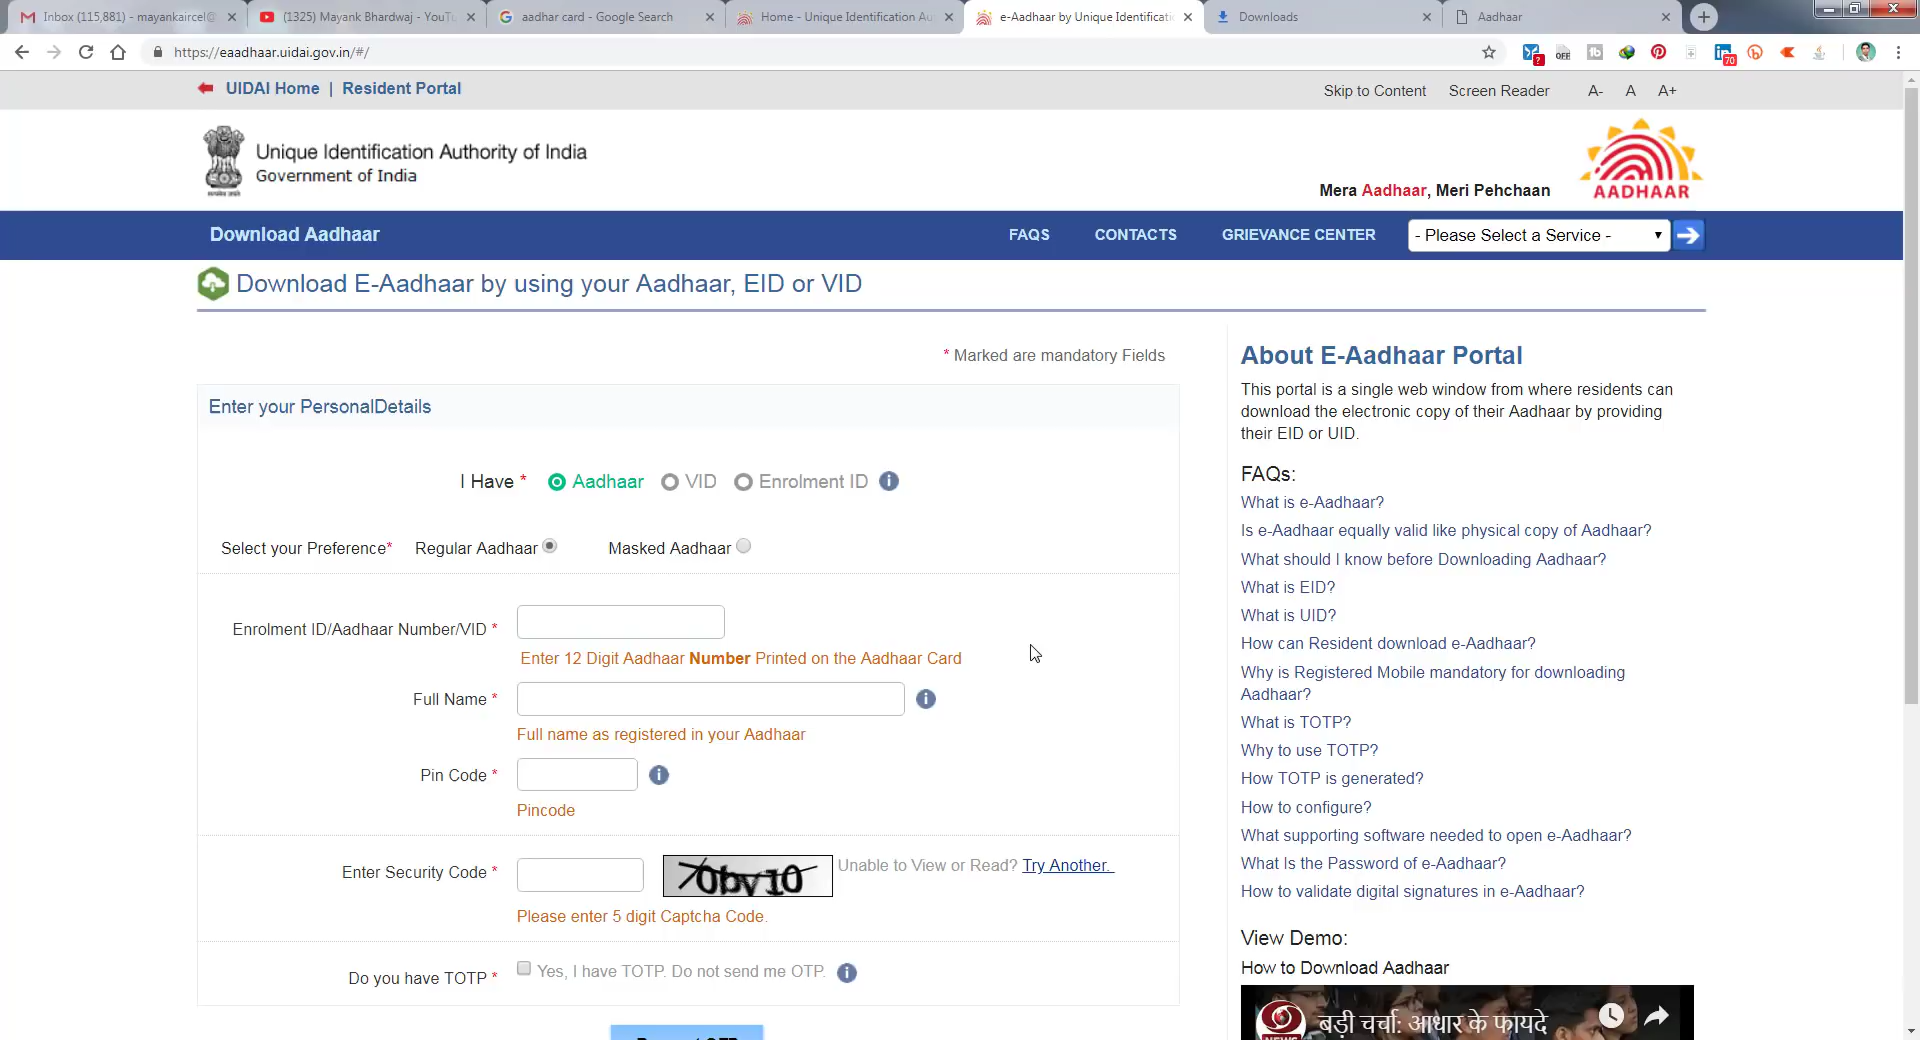 Inbox (115,881) - mayankaircel@
(1325) Mayank Bhardwaj - YouTu
aadhar card - Google Search
Home - Unique Identification Au
e-Aadhaar by Unique Identificati
Downloads
Aadhaar
https://eaadhaar.uidai.gov.in/#/
OFF
?
70
UIDAI Home | Resident Portal
Skip to Content
Screen Reader
A-
A
A+
Unique Identification Authority of India
Government of India
Mera Aadhaar, Meri Pehchaan
AADHAAR
Download Aadhaar
FAQS
CONTACTS
GRIEVANCE CENTER
- Please Select a Service -
Download E-Aadhaar by using your Aadhaar, EID or VID
* Marked are mandatory Fields
Enter your PersonalDetails
I Have * Aadhaar VID Enrolment ID
Select your Preference* Regular Aadhaar Masked Aadhaar
Enrolment ID/Aadhaar Number/VID *
Enter 12 Digit Aadhaar Number Printed on the Aadhaar Card
Full Name *
Full name as registered in your Aadhaar
Pin Code *
Pincode
Enter Security Code *
Unable to View or Read? Try Another.
Please enter 5 digit Captcha Code.
Do you have TOTP * Yes, I have TOTP. Do not send me OTP.
About E-Aadhaar Portal
This portal is a single web window from where residents can
download the electronic copy of their Aadhaar by providing
their EID or UID.
FAQs:
What is e-Aadhaar?
Is e-Aadhaar equally valid like physical copy of Aadhaar?
What should I know before Downloading Aadhaar?
What is EID?
What is UID?
How can Resident download e-Aadhaar?
Why is Registered Mobile mandatory for downloading
Aadhaar?
What is TOTP?
Why to use TOTP?
How TOTP is generated?
How to configure?
What supporting software needed to open e-Aadhaar?
What Is the Password of e-Aadhaar?
How to validate digital signatures in e-Aadhaar?
View Demo:
How to Download Aadhaar
NEWS
बड़ी चर्चा: आधार के फायदे